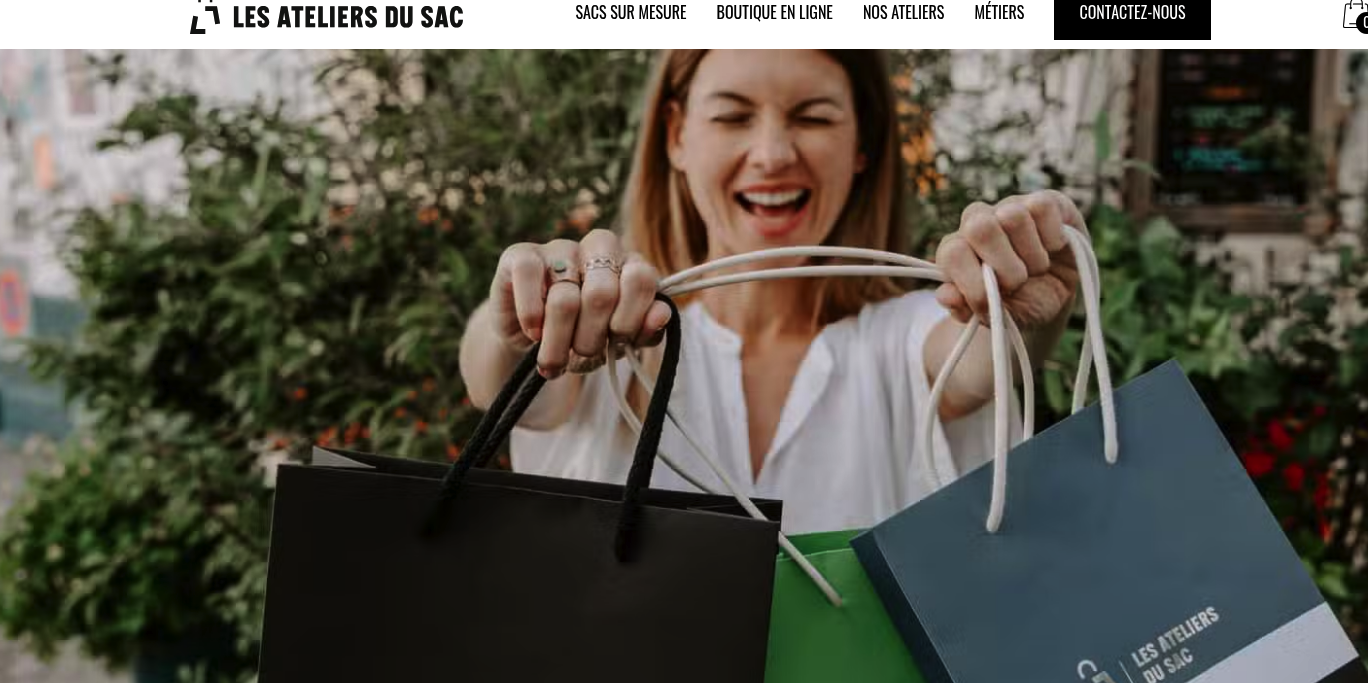 LES ATELIERS DU SAC
SACS SUR MESURE
BOUTIQUE EN LIGNE
NOS ATELIERS
MÉTIERS
CONTACTEZ-NOUS
LES ATELIERS
DU SAC